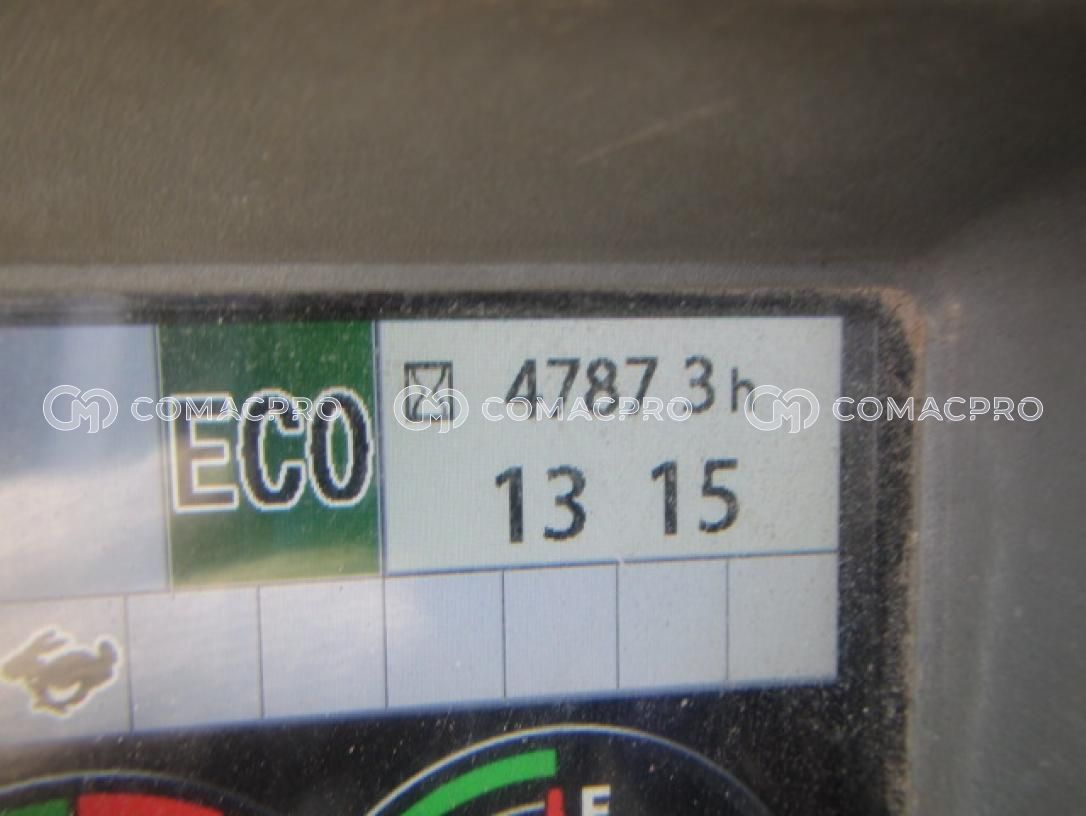 4787.3 h
COMACPRO COMACPRO COMACPRO
ECO
13 15
F